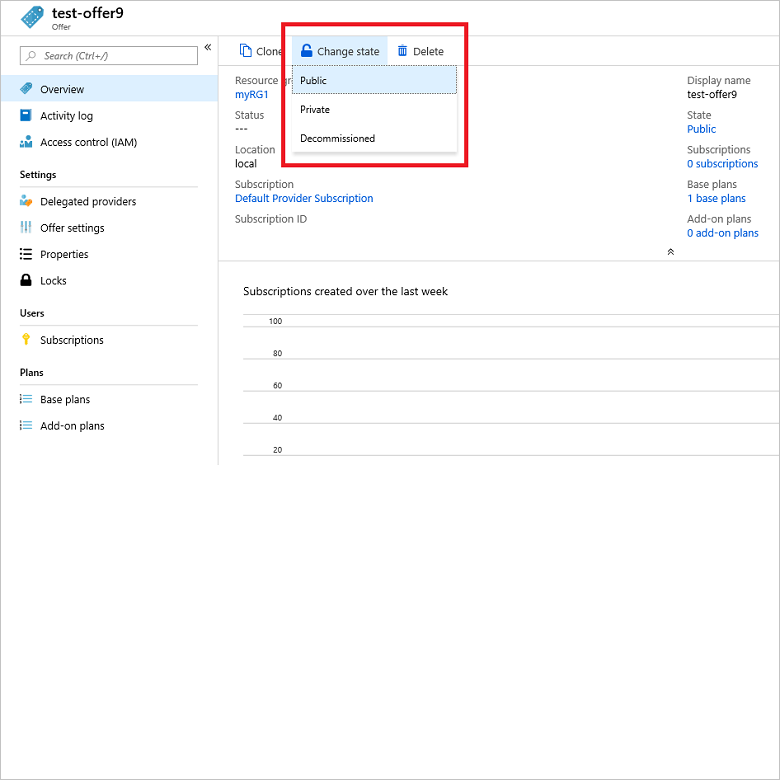 test-offer9
Offer
Search (Ctrl+/)
«
Overview
Activity log
Access control (IAM)
Settings
Delegated providers
Offer settings
Properties
Locks
Users
Subscriptions
Plans
Base plans
Add-on plans
Clone
Change state
Delete
Public
Private
Decommissioned
Resource gr
myRG1
Status
---
Location
local
Subscription
Default Provider Subscription
Subscription ID
Display name
test-offer9
State
Public
Subscriptions
0 subscriptions
Base plans
1 base plans
Add-on plans
0 add-on plans
Subscriptions created over the last week
100
80
60
40
20